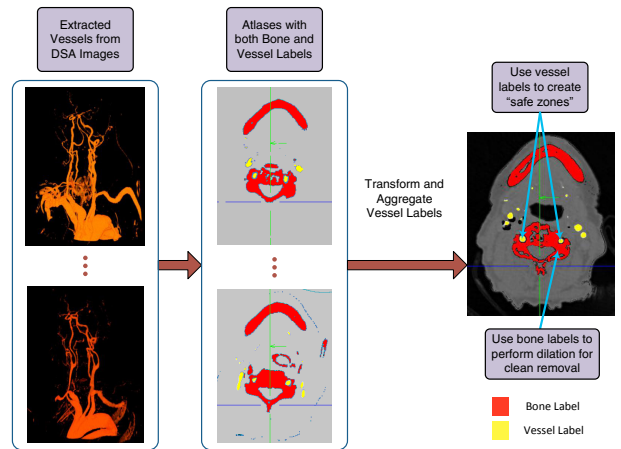 Extracted
Vessels from
DSA Images
Atlases with
both Bone and
Vessel Labels
Use vessel
labels to create
“safe zones”
Transform and
Aggregate
Vessel Labels
Use bone labels to
perform dilation for
clean removal
Bone Label
Vessel Label